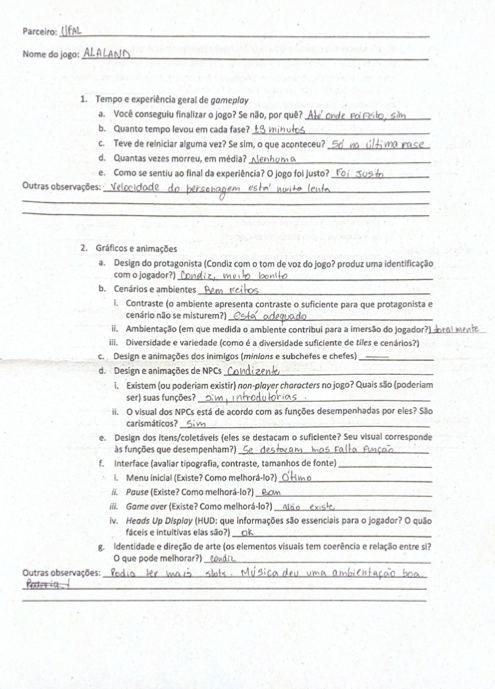 Parceiro: UFAL
Nome do jogo: ALALAND
1. Tempo e experiência geral de gameplay
a. Você conseguiu finalizar o jogo? Se não, por quê? Até onde foi feito, sim
b. Quanto tempo levou em cada fase? ±3 minutos
c. Teve de reiniciar alguma vez? Se sim, o que aconteceu? Só na última fase
d. Quantas vezes morreu, em média? Nenhuma
e. Como se sentiu ao final da experiência? O jogo foi justo? Foi justo
Outras observações: Velocidade do personagem está muito lenta
2. Gráficos e animações
a. Design do protagonista (Condiz com o tom de voz do jogo? produz uma identificação
com o jogador?) Condiz, muito bonito
b. Cenários e ambientes Bem feitos
i. Contraste (o ambiente apresenta contraste o suficiente para que protagonista e
cenário não se misturem?) está adequado
ii. Ambientação (em que medida o ambiente contribui para a imersão do jogador?) totalmente
iii. Diversidade e variedade (como é a diversidade suficiente de tiles e cenários?)
c. Design e animações dos inimigos (minions e subchefes e chefes)
d. Design e animações de NPCs Condizente
i. Existem (ou poderiam existir) non-player characters no jogo? Quais são (poderiam
ser) suas funções? sim, introdutórias.
ii. O visual dos NPCs está de acordo com as funções desempenhadas por eles? São
carismáticos? Sim
e. Design dos itens/coletáveis (eles se destacam o suficiente? Seu visual corresponde
às funções que desempenham?) Se destacam mas falta função
f. Interface (avaliar tipografia, contraste, tamanhos de fonte)
i. Menu inicial (Existe? Como melhorá-lo?) Ótimo
ii. Pause (Existe? Como melhorá-lo?) Bom
iii. Game over (Existe? Como melhorá-lo?) Não existe
iv. Heads Up Display (HUD: que informações são essenciais para o jogador? O quão
fáceis e intuitivas elas são?) ok
g. Identidade e direção de arte (os elementos visuais tem coerência e relação entre si?
O que pode melhorar?) Condiz
Outras observações: Podia ter mais slots. Música deu uma ambientação boa